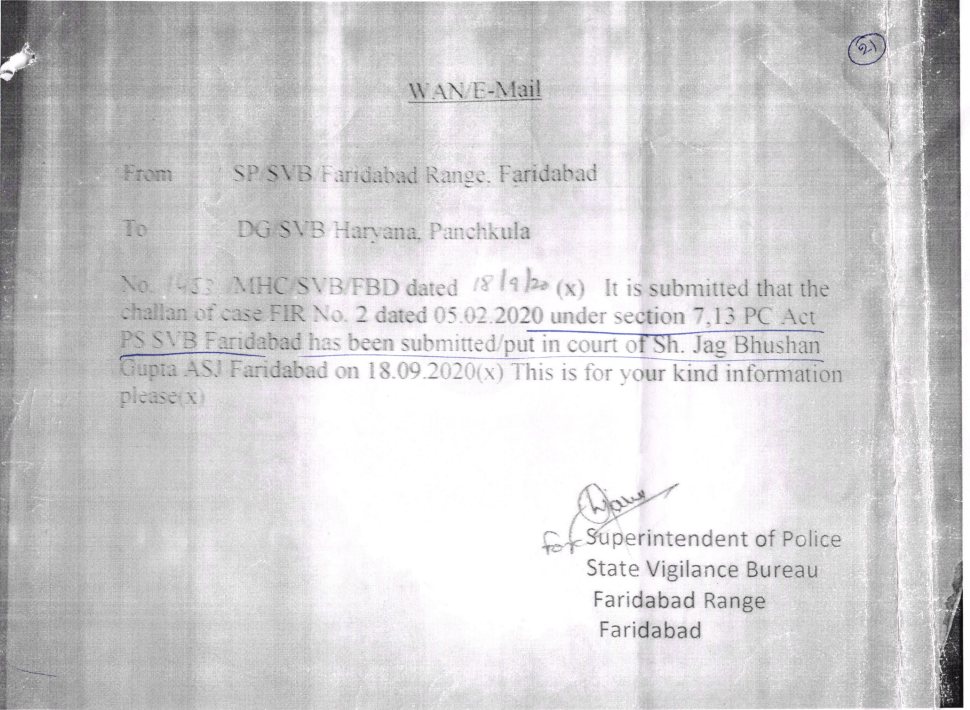 21
WAN/E-Mail
From SP/SVB/Faridabad Range, Faridabad
To DG/SVB Haryana, Panchkula
No. 1453 /MHC/SVB/FBD dated 18/9/20 (x) It is submitted that the
challan of case FIR No. 2 dated 05.02.2020 under section 7,13 PC Act
PS SVB Faridabad has been submitted/put in court of Sh. Jag Bhushan
Gupta ASJ Faridabad on 18.09.2020(x) This is for your kind information
please(x)
For Superintendent of Police
State Vigilance Bureau
Faridabad Range
Faridabad